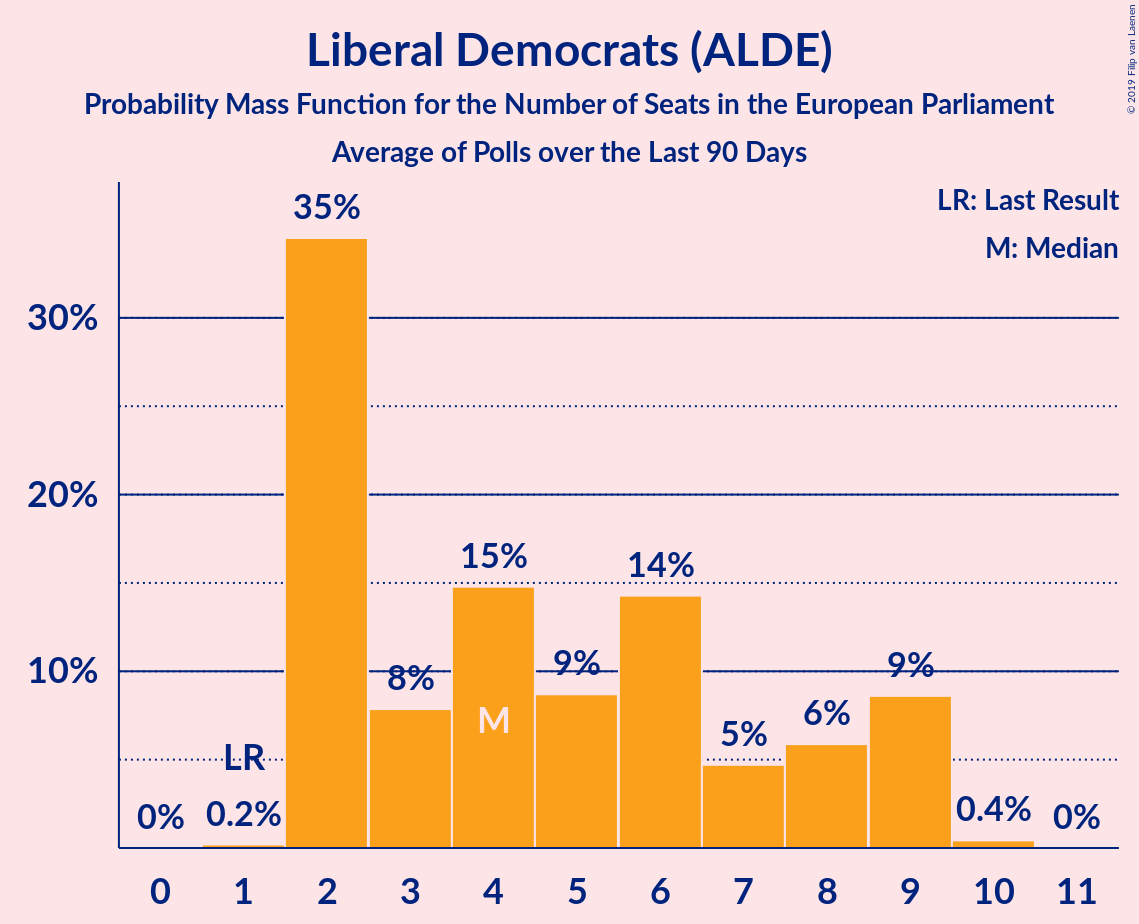 Liberal Democrats (ALDE)
Probability Mass Function for the Number of Seats in the European Parliament
Average of Polls over the Last 90 Days
© 2019 Filip van Laenen
LR: Last Result
M: Median
35%
30%
20%
15%
14%
10%
8%
9%
9%
M
6%
5%
LR
0%
0.2%
0.4%
0%
0 1 2 3 4 5 6 7 8 9 10 11